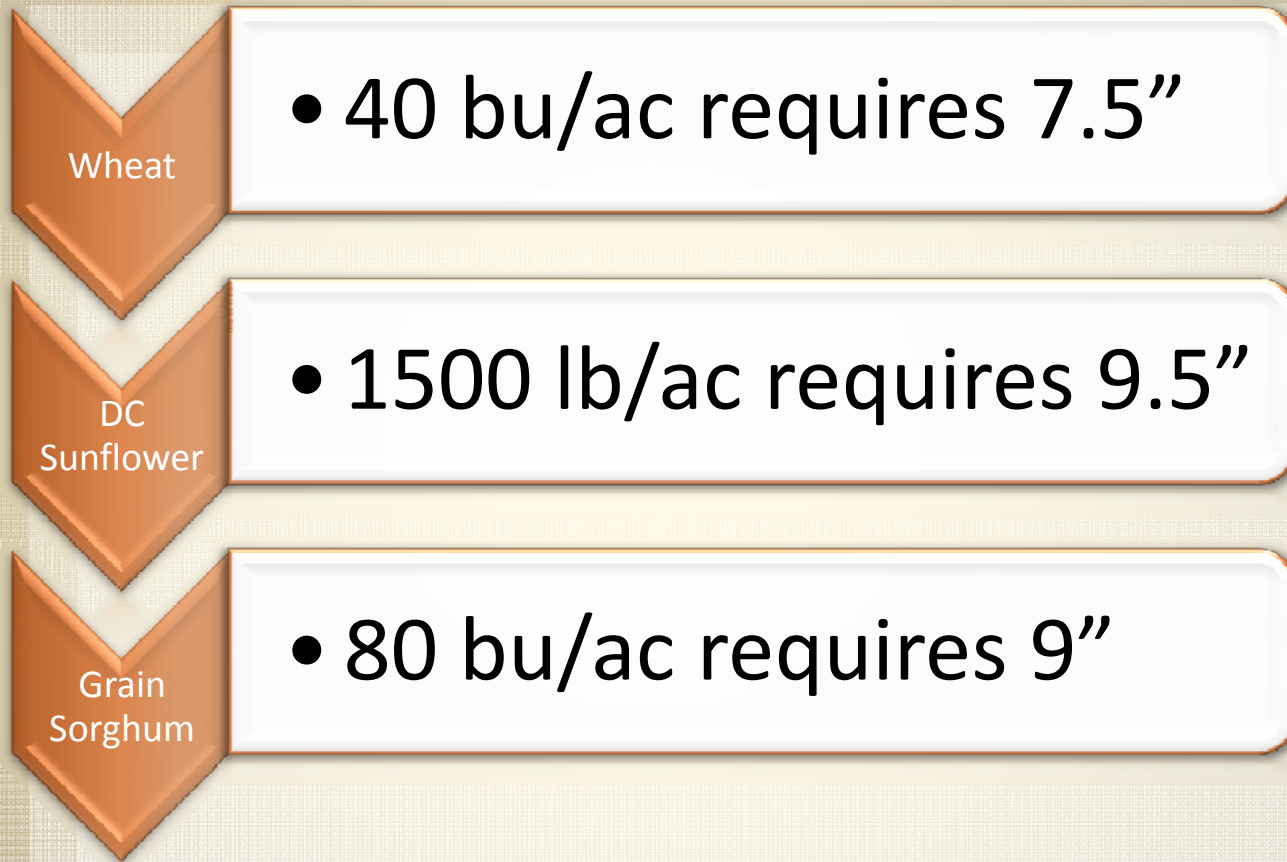 Wheat
• 40 bu/ac requires 7.5”
DC
Sunflower
• 1500 lb/ac requires 9.5”
Grain
Sorghum
• 80 bu/ac requires 9”